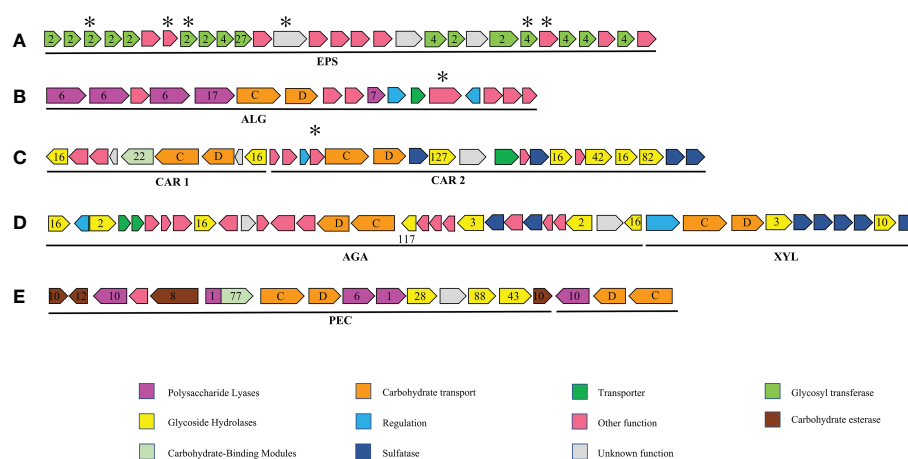 * * * * * *
A 2 2 2 2 2 2 2 4 27 4 2 2 4 4 4 4
EPS
*
B 6 6 6 17 C D 7
ALG
*
C 16 22 C D 16 C D 127 16 42 16 82
CAR 1 CAR 2
D 16 2 16 D C 3 2 16 C D 3 10
117
AGA XYL
E 10 12 10 8 1 77 C D 6 1 28 88 43 10 10 D C
PEC
Polysaccharide Lyases Carbohydrate transport Transporter Glycosyl transferase
Glycoside Hydrolases Regulation Other function Carbohydrate esterase
Carbohydrate-Binding Modules Sulfatase Unknown function